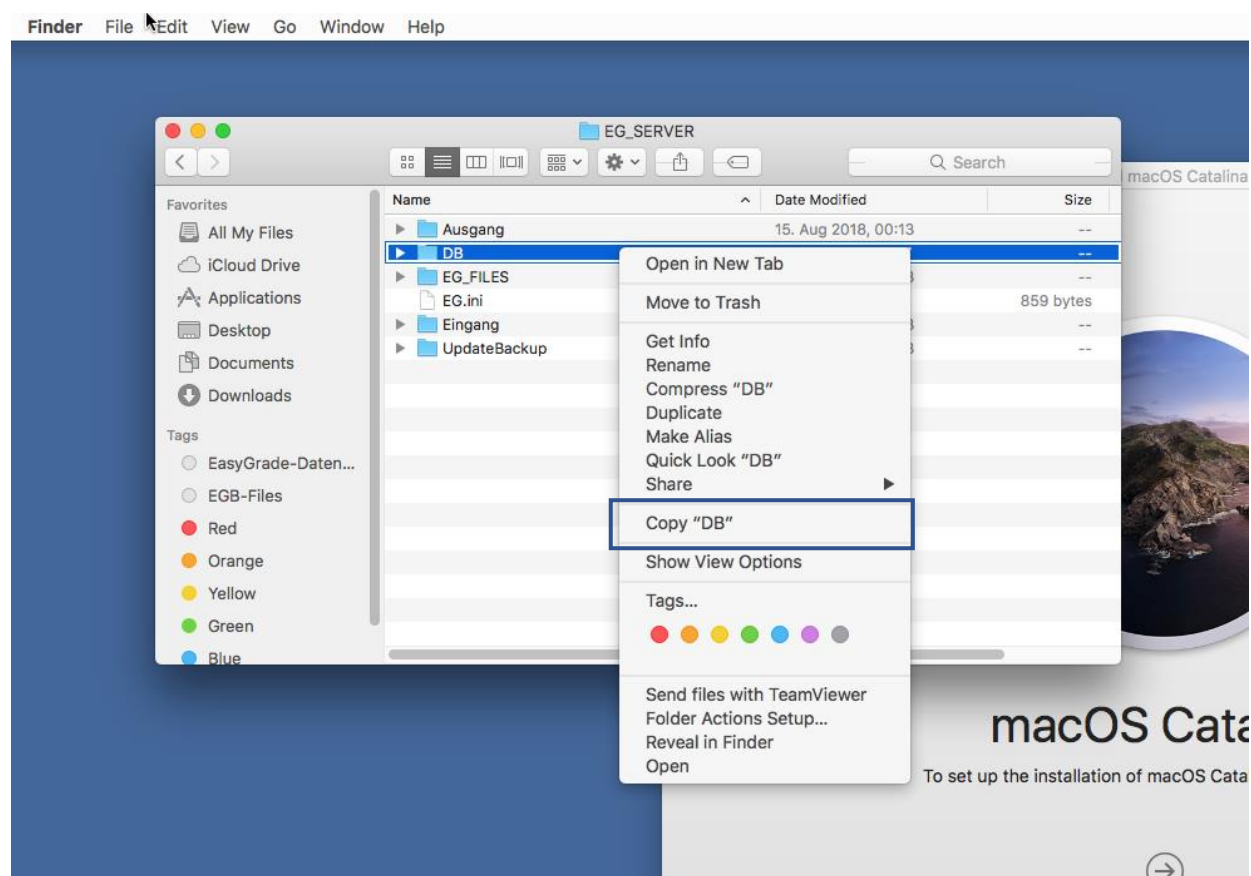 Finder File Edit View Go Window Help
EG_SERVER
Search
macOS Catalina
Favorites
All My Files
iCloud Drive
Applications
Desktop
Documents
Downloads
Tags
EasyGrade-Daten...
EGB-Files
Red
Orange
Yellow
Green
Blue
Name Date Modified Size
Ausgang 15. Aug 2018, 00:13 --
DB --
EG_FILES --
EG.ini 859 bytes
Eingang --
UpdateBackup --
Open in New Tab
Move to Trash
Get Info
Rename
Compress “DB”
Duplicate
Make Alias
Quick Look “DB”
Share
Copy “DB”
Show View Options
Tags...
Send files with TeamViewer
Folder Actions Setup...
Reveal in Finder
Open
macOS Cata
To set up the installation of macOS Cata